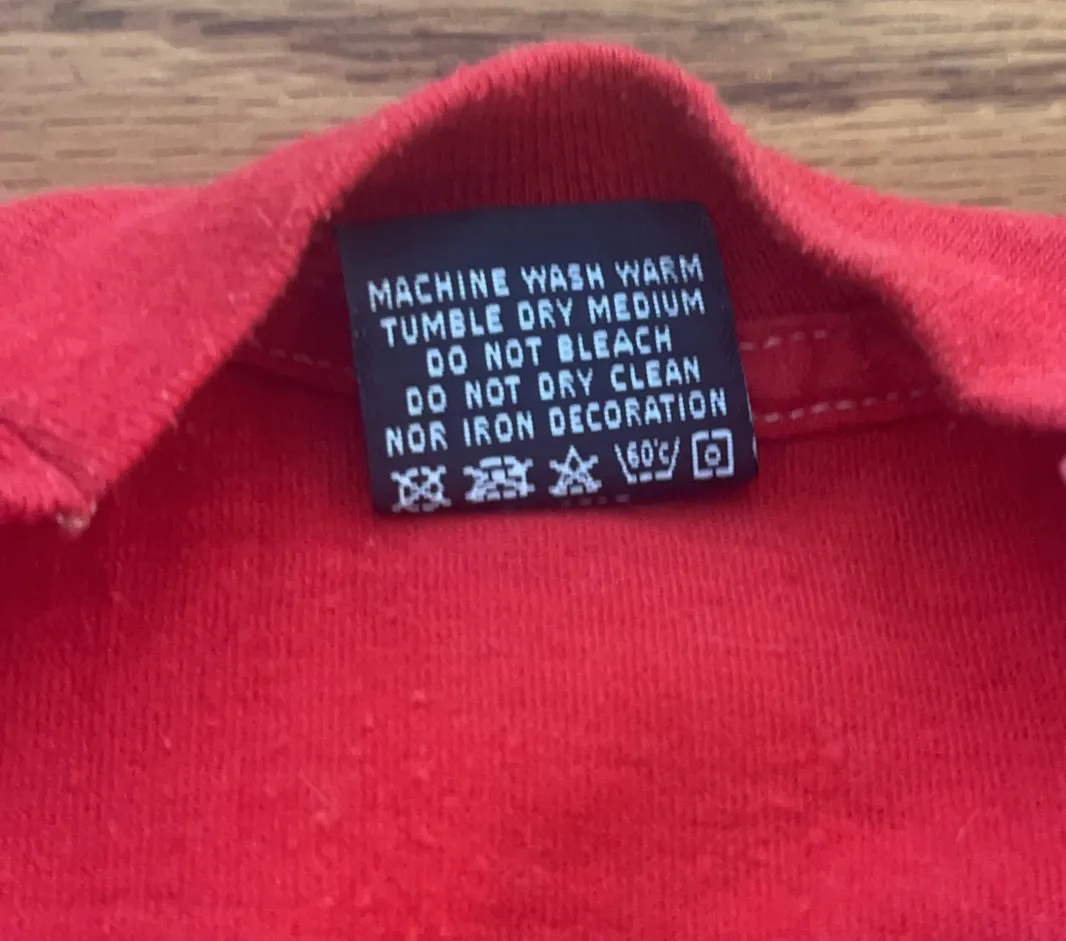 MACHINE WASH WARM
TUMBLE DRY MEDIUM
DO NOT BLEACH
DO NOT DRY CLEAN
NOR IRON DECORATION
60°C